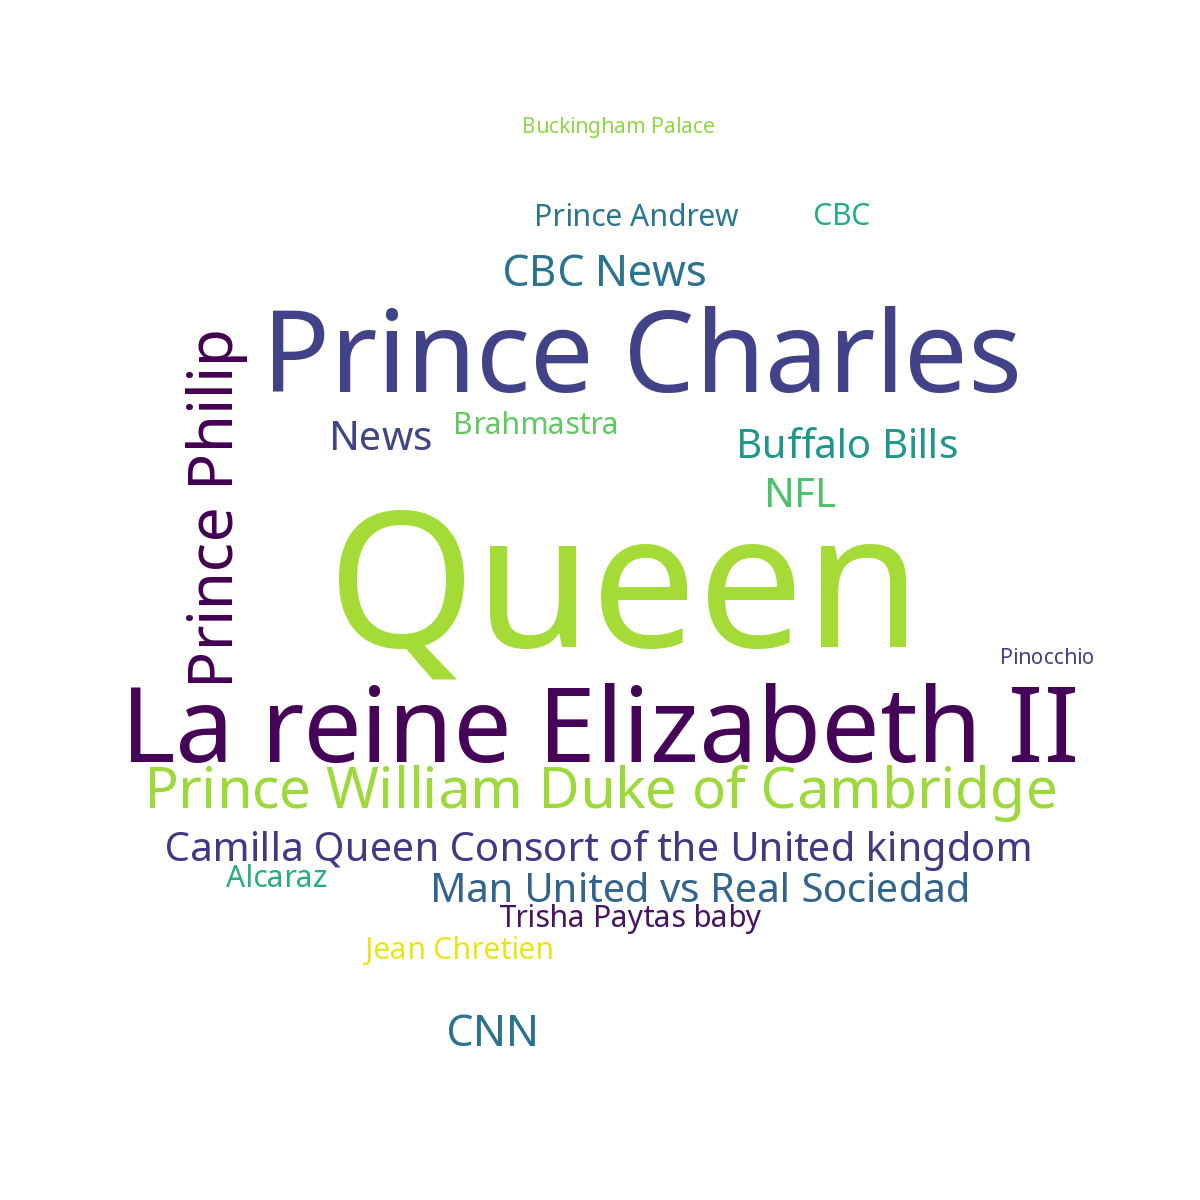 Buckingham Palace
Prince Andrew
CBC
CBC News
Prince Charles
Prince Philip
News
Brahmastra
Buffalo Bills
NFL
Queen
Pinocchio
La reine Elizabeth II
Prince William Duke of Cambridge
Camilla Queen Consort of the United kingdom
Alcaraz
Man United vs Real Sociedad
Trisha Paytas baby
Jean Chretien
CNN